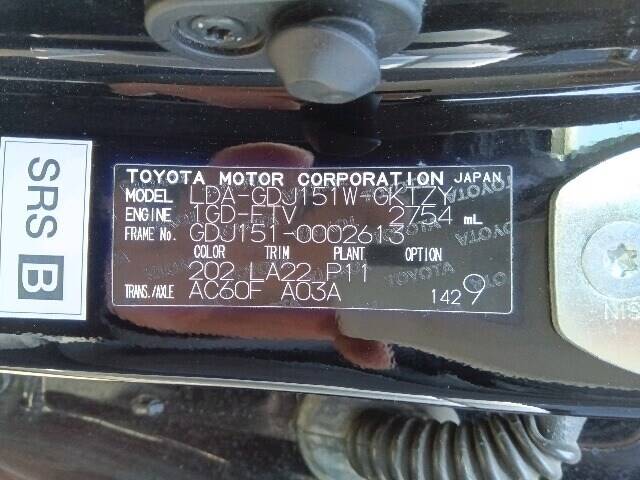 TOYOTA MOTOR CORPORATION JAPAN
MODEL LDA-GDJ151W-GKTZY
ENGINE 1GD-FTV 2754 mL
FRAME No. GDJ151-0002613
COLOR TRIM PLANT OPTION
202 A22 P11
TRANS./AXLE AC60F A03A 1429
SRS B